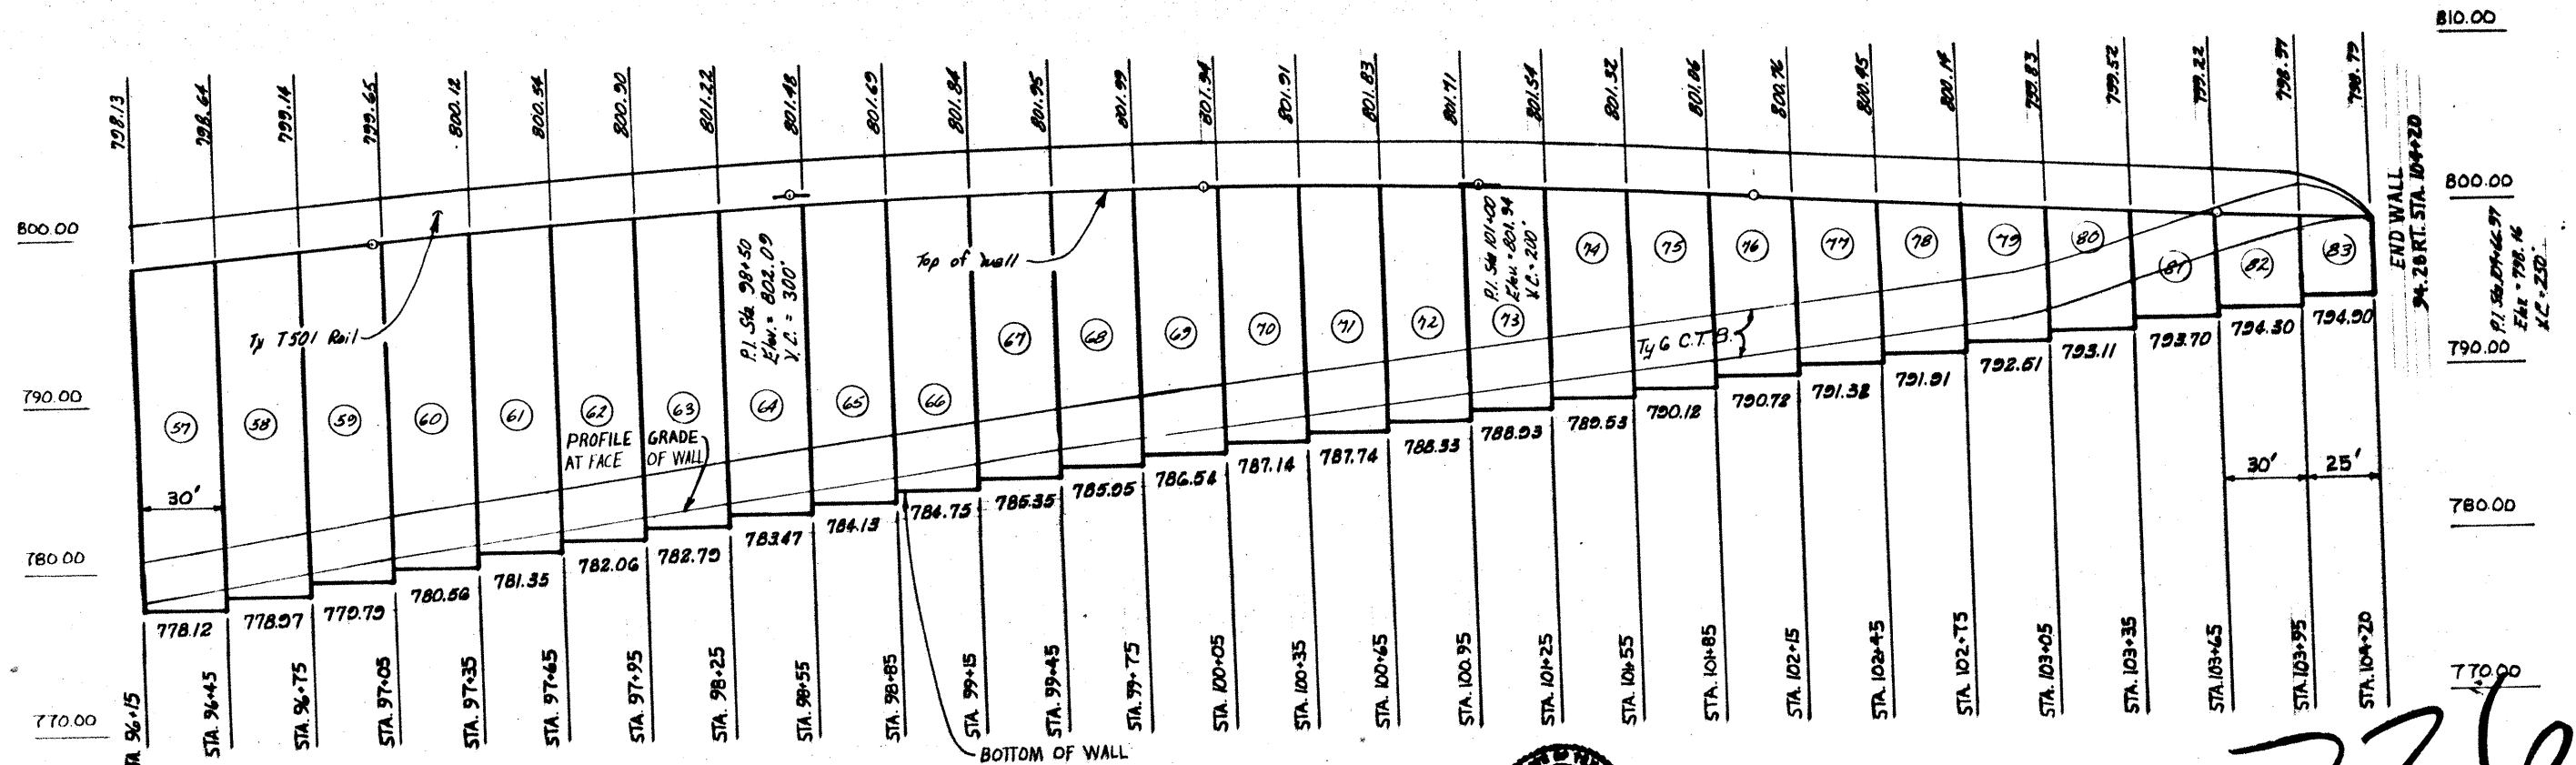 810.00
798.13
798.64
799.14
799.65
800.12
800.54
800.90
801.22
801.48
801.69
801.84
801.95
801.99
801.94
801.91
801.83
801.71
801.54
801.32
801.06
800.76
800.45
800.14
799.83
799.52
799.22
798.97
798.79
800.00
800.00
Ty T501 Rail
Top of Wall
P.I. Sta. 98+50
Elev. = 802.09
V.C. = 300'
P.I. Sta 101+00
Elev. = 801.94
V.C. = 200'
END WALL
94.28 RT. STA. 104+20
Elev = 798.16
V.C. = 250'
790.00
790.00
57
58
59
60
61
62
63
64
65
66
67
68
69
70
71
72
73
74
75
76
77
78
79
80
81
82
83
PROFILE GRADE
AT FACE OF WALL
Ty 6 C.T.B.
30'
30'
25'
780.00
780.00
778.12
778.97
779.79
780.56
781.35
782.06
782.79
783.47
784.13
784.75
785.35
785.95
786.54
787.14
787.74
788.33
788.93
789.53
790.12
790.72
791.32
791.91
792.51
793.11
793.70
794.30
794.90
770.00
770.00
STA. 96+45
STA. 96+75
STA. 97+05
STA. 97+35
STA. 97+65
STA. 97+95
STA. 98+25
STA. 98+55
STA. 98+85
STA. 99+15
STA. 99+45
STA. 99+75
STA. 100+05
STA. 100+35
STA. 100+65
STA. 100.95
STA. 101+25
STA. 101+55
STA. 101+85
STA. 102+15
STA. 102+45
STA. 102+75
STA. 103+05
STA. 103+35
STA. 103+65
STA. 103+95
STA. 104+20
BOTTOM OF WALL